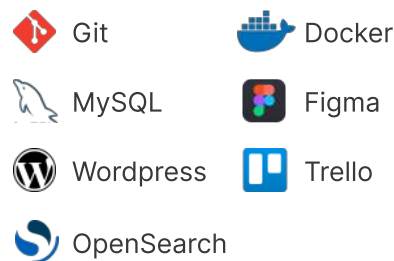 Git
Docker
MySQL
Figma
Wordpress
Trello
OpenSearch